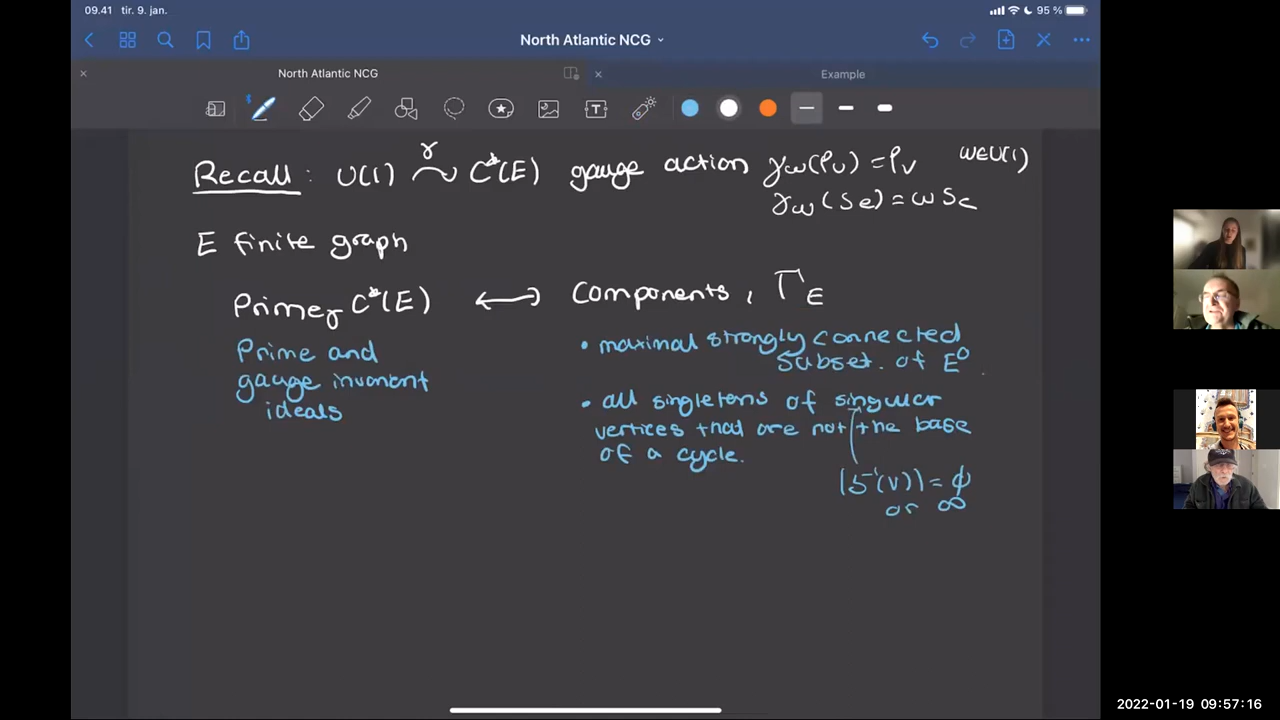 09.41 tir. 9. jan.
95 %
North Atlantic NCG
North Atlantic NCG
Example
Recall: U(1) ↷^γ C*(E) gauge action γω(Pv) = Pv ω∈U(1)
γω(Se) = ωSe
E finite graph
Primeγ C*(E) ⟷ Components, ΓE
Prime and
gauge invariant
ideals
• maximal strongly connected
subset. of E⁰
• all singletons of singular
vertices that are not the base
of a cycle.
|S⁻¹(v)| = ϕ
or ∞
2022-01-19 09:57:16